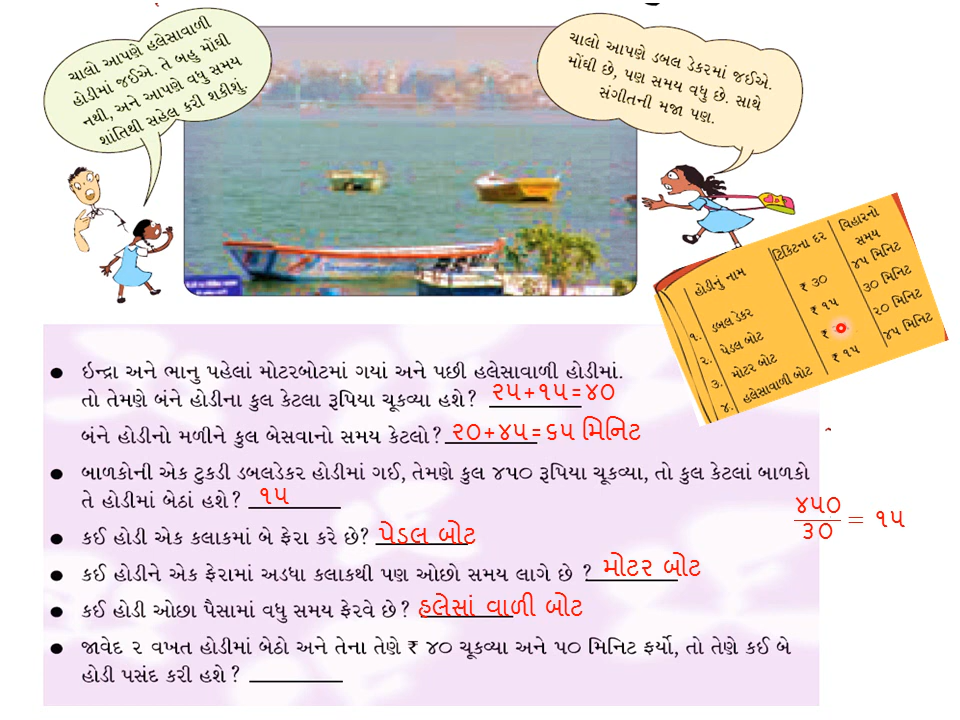 ચાલો આપણે હલેસાવાળી
હોડીમાં જઈએ. તે બહુ મોંઘી
નથી, અને આપણે વધુ સમય
શાંતિથી સહેલ કરી શકીશું.
ચાલો આપણે ડબલ ડેકરમાં જઈએ.
મોંઘી છે, પણ સમય વધુ છે. સાથે
સંગીતની મજા પણ.
હોડીનું નામ ટિકિટના દર વિહારનો સમય
૧. ડબલ ડેકર ₹ ૩૦ ૪૫ મિનિટ
૨. પેડલ બોટ ₹ ૧૫ ૩૦ મિનિટ
૩. મોટર બોટ ₹ ૨૦ મિનિટ
૪. હલેસાવાળી બોટ ₹ ૧૫ ૪૫ મિનિટ
● ઇન્દ્રા અને ભાનુ પહેલાં મોટરબોટમાં ગયાં અને પછી હલેસાવાળી હોડીમાં.
તો તેમણે બંને હોડીના કુલ કેટલા રૂપિયા ચૂકવ્યા હશે? ૨૫+૧૫=૪૦
બંને હોડીનો મળીને કુલ બેસવાનો સમય કેટલો? ૨૦+૪૫=૬૫ મિનિટ
● બાળકોની એક ટુકડી ડબલડેકર હોડીમાં ગઈ, તેમણે કુલ ૪૫૦ રૂપિયા ચૂકવ્યા, તો કુલ કેટલાં બાળકો
તે હોડીમાં બેઠાં હશે? ૧૫
૪૫૦/૩૦ = ૧૫
● કઈ હોડી એક કલાકમાં બે ફેરા કરે છે? પેડલ બોટ
● કઈ હોડીને એક ફેરામાં અડધા કલાકથી પણ ઓછો સમય લાગે છે ? મોટર બોટ
● કઈ હોડી ઓછા પૈસામાં વધુ સમય ફેરવે છે? હલેસાં વાળી બોટ
● જાવેદ ૨ વખત હોડીમાં બેઠો અને તેના તેણે ₹ ૪૦ ચૂકવ્યા અને ૫૦ મિનિટ ફર્યો, તો તેણે કઈ બે
હોડી પસંદ કરી હશે?